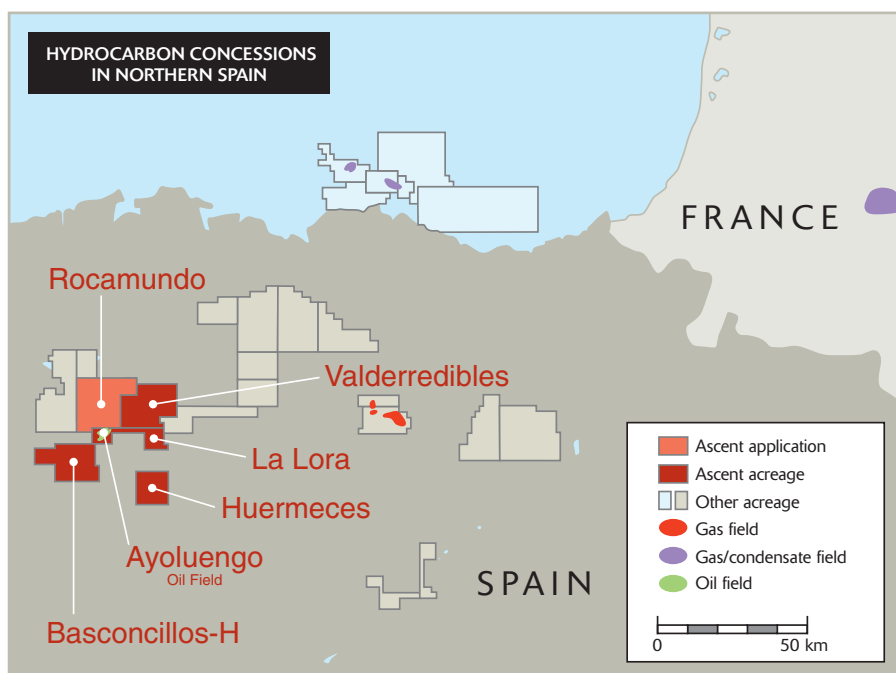 HYDROCARBON CONCESSIONS
IN NORTHERN SPAIN
FRANCE
Rocamundo
Valderredibles
La Lora
Huermeces
Ayoluengo
Oil Field
Basconcillos-H
SPAIN
Ascent application
Ascent acreage
Other acreage
Gas field
Gas/condensate field
Oil field
0 50 km